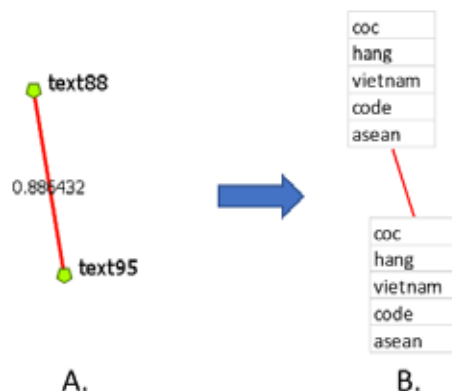 text88
0.886432
text95
A.
coc
hang
vietnam
code
asean
coc
hang
vietnam
code
asean
B.